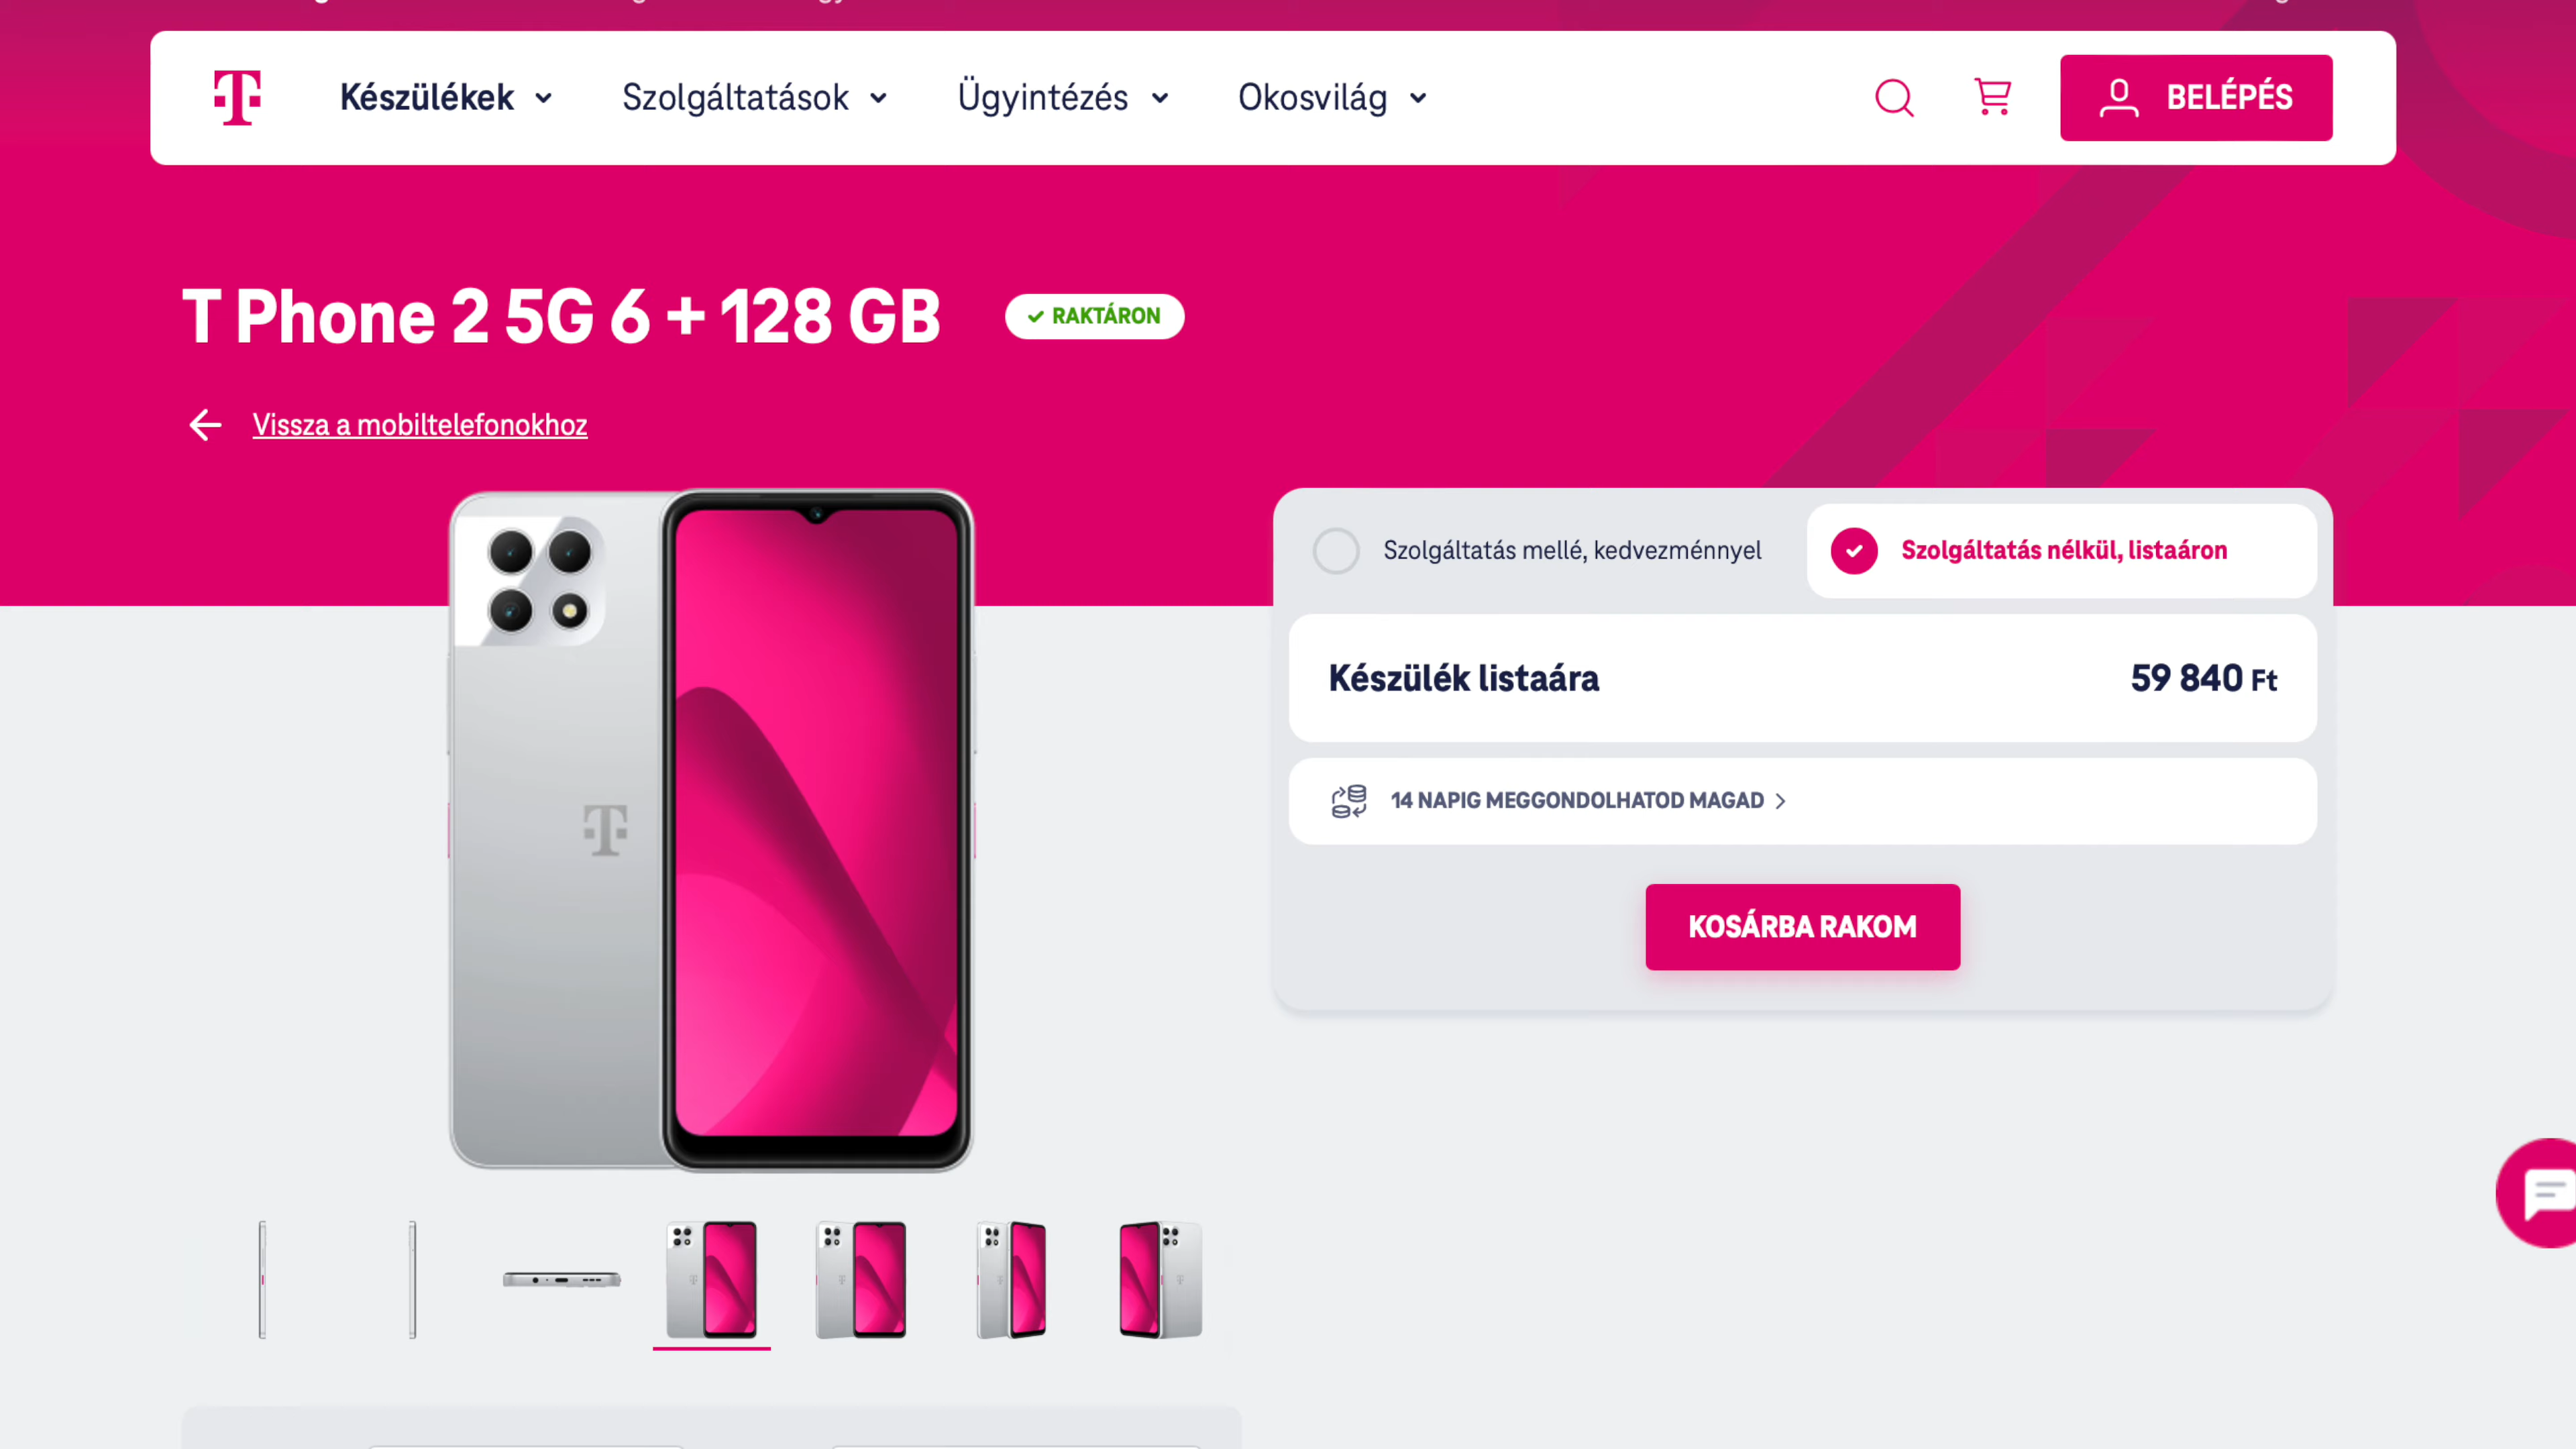 Készülékek
Szolgáltatások
Ügyintézés
Okosvilág
BELÉPÉS
T Phone 2 5G 6 + 128 GB
RAKTÁRON
Vissza a mobiltelefonokhoz
Szolgáltatás mellé, kedvezménnyel
Szolgáltatás nélkül, listaáron
Készülék listaára
59 840 Ft
14 NAPIG MEGGONDOLHATOD MAGAD
KOSÁRBA RAKOM